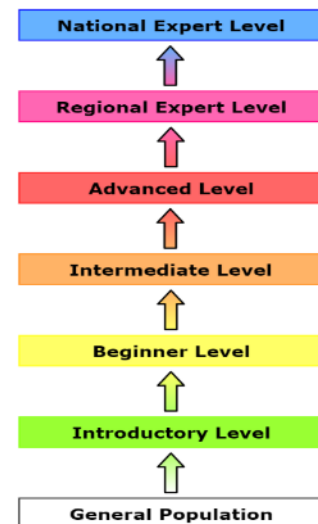 National Expert Level
Regional Expert Level
Advanced Level
Intermediate Level
Beginner Level
Introductory Level
General Population